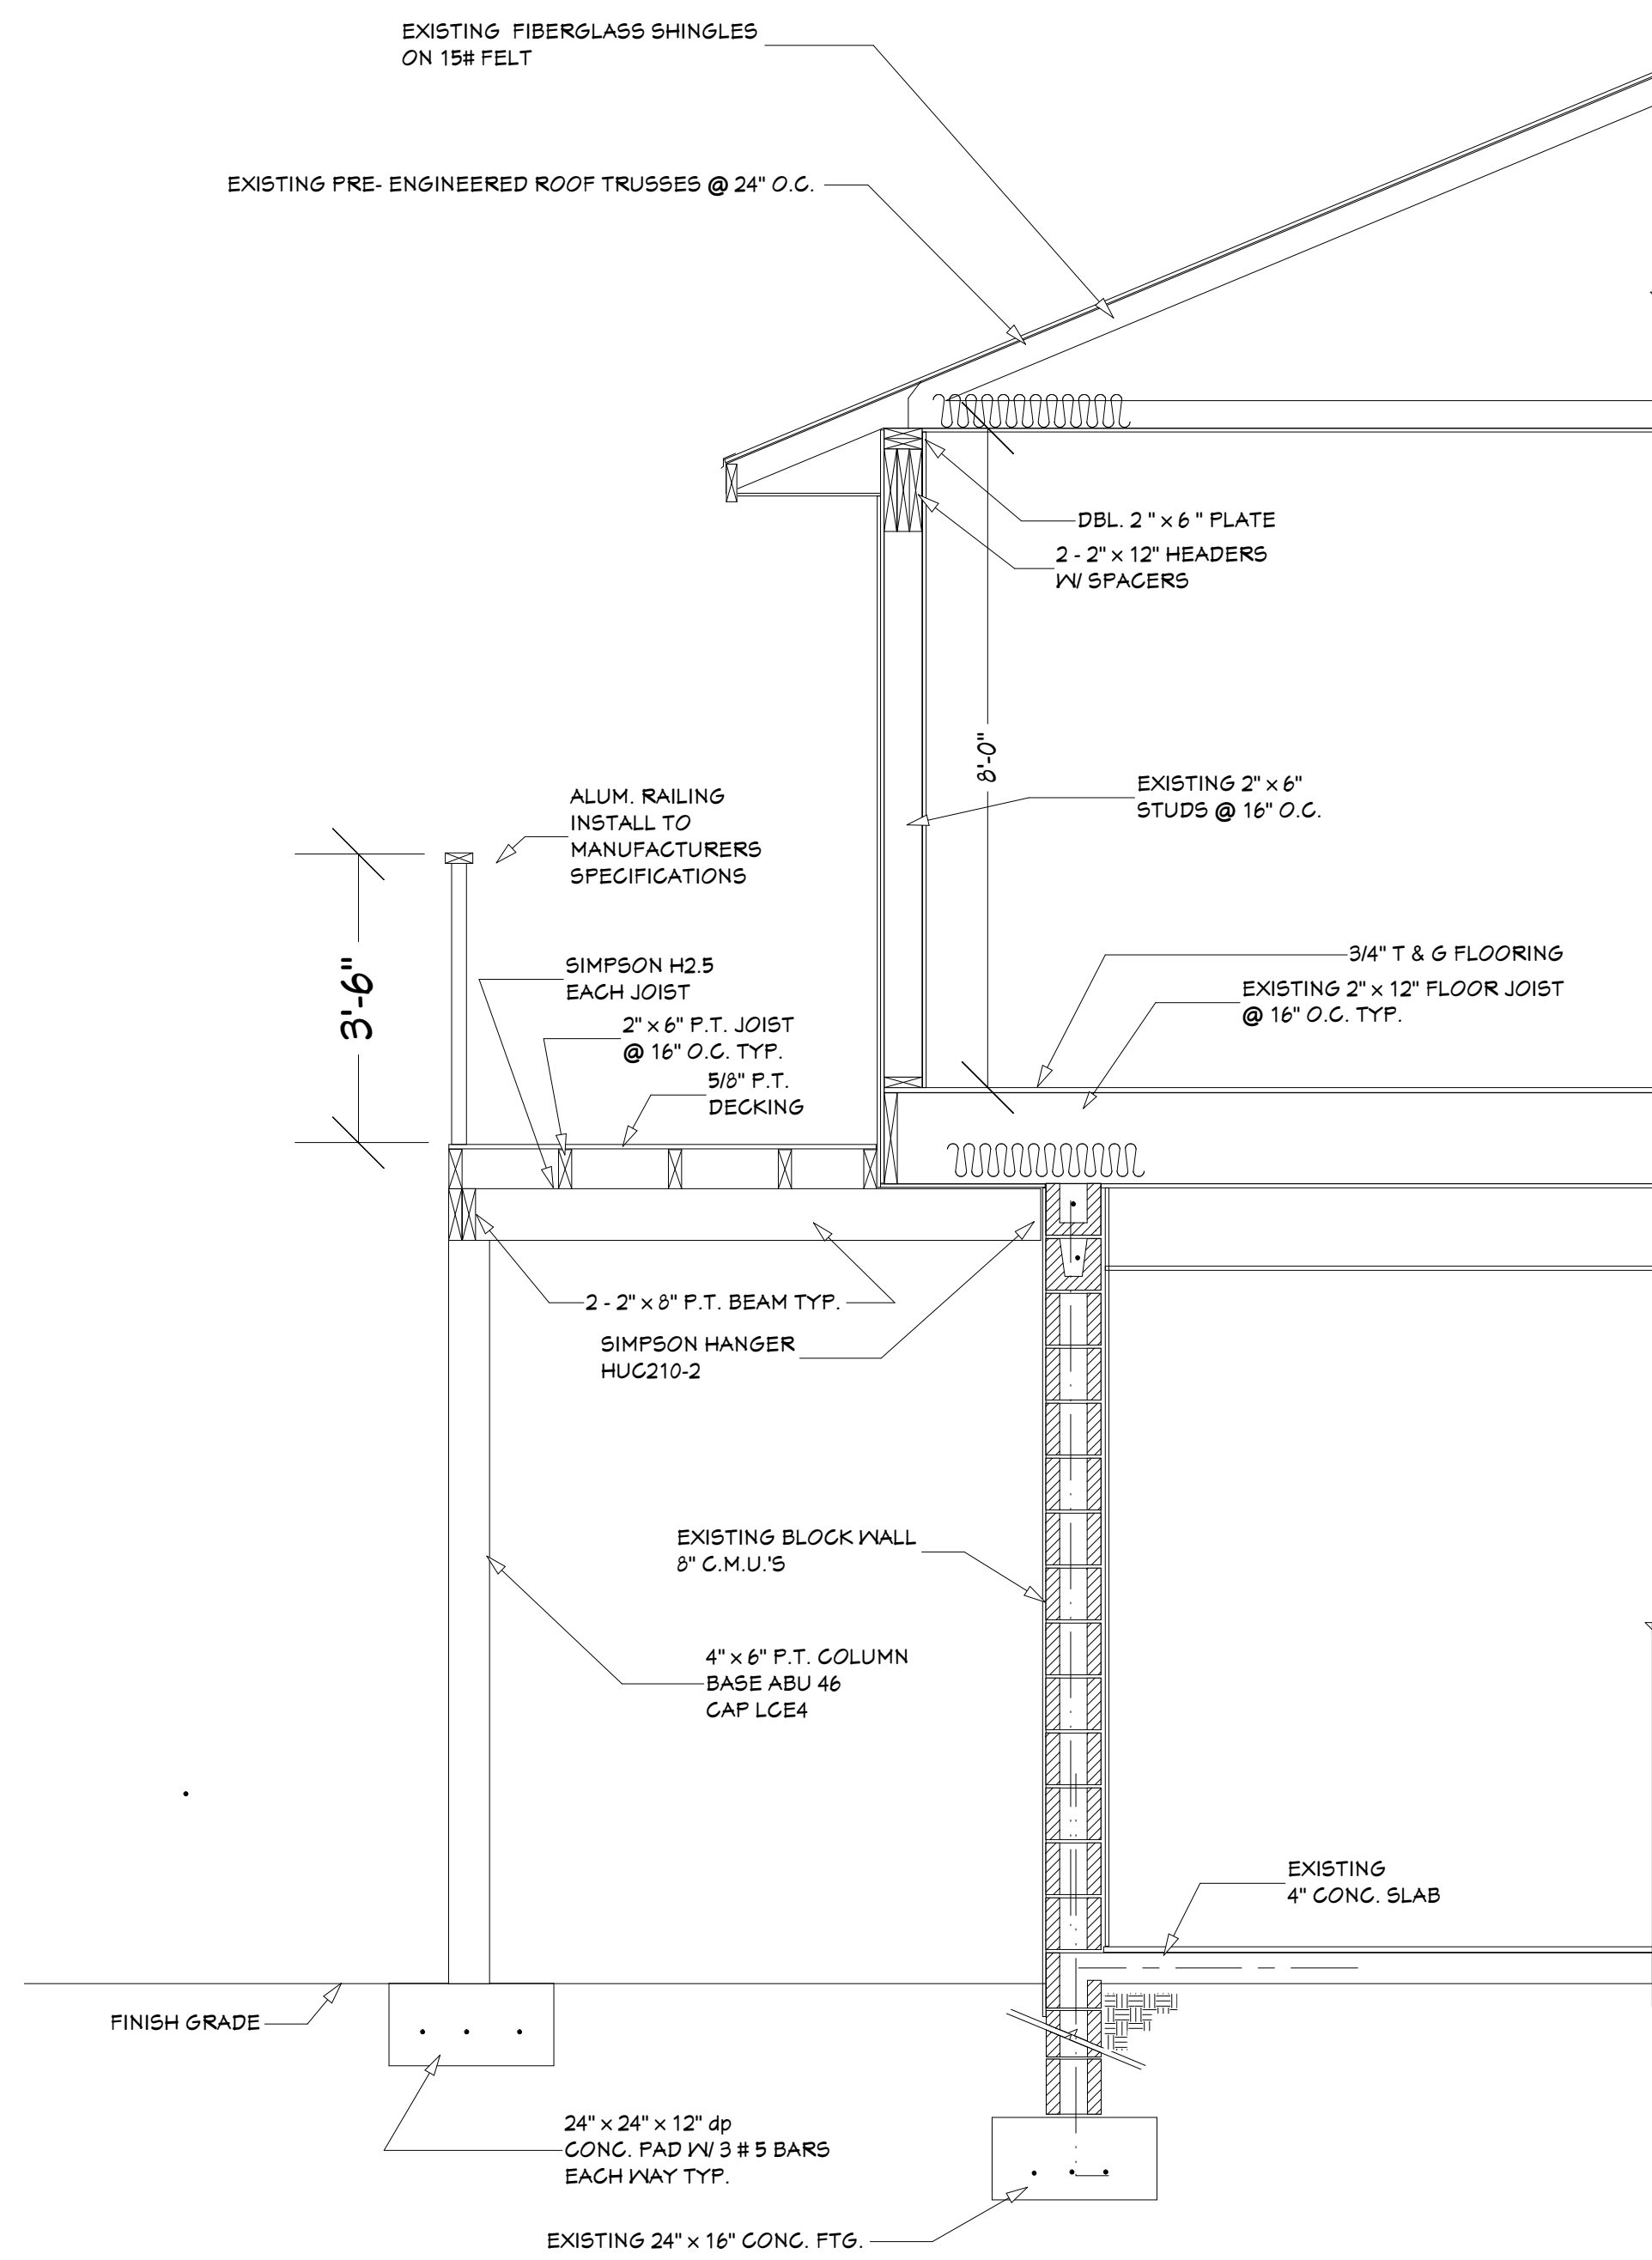 EXISTING FIBERGLASS SHINGLES
ON 15# FELT
EXISTING PRE- ENGINEERED ROOF TRUSSES @ 24" O.C.
DBL. 2 " x 6 " PLATE
2 - 2" x 12" HEADERS
W/ SPACERS
8'-0"
EXISTING 2" x 6"
STUDS @ 16" O.C.
ALUM. RAILING
INSTALL TO
MANUFACTURERS
SPECIFICATIONS
3'-6"
SIMPSON H2.5
EACH JOIST
2" x 6" P.T. JOIST
@ 16" O.C. TYP.
5/8" P.T.
DECKING
3/4" T & G FLOORING
EXISTING 2" x 12" FLOOR JOIST
@ 16" O.C. TYP.
2 - 2" x 8" P.T. BEAM TYP.
SIMPSON HANGER
HUC210-2
EXISTING BLOCK WALL
8" C.M.U.'S
4" x 6" P.T. COLUMN
BASE ABU 46
CAP LCE4
EXISTING
4" CONC. SLAB
FINISH GRADE
24" x 24" x 12" dp
CONC. PAD W/ 3 # 5 BARS
EACH WAY TYP.
EXISTING 24" x 16" CONC. FTG.